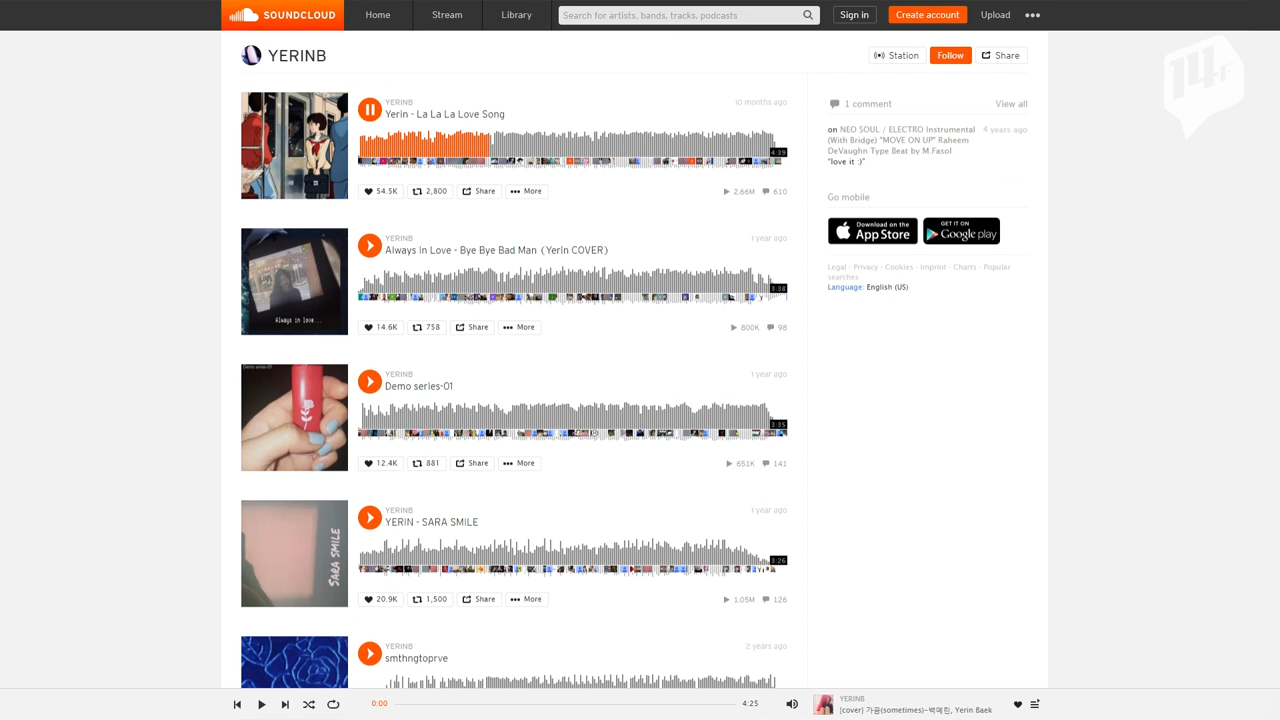 SOUNDCLOUD
Home
Stream
Library
Search for artists, bands, tracks, podcasts
Sign in
Create account
Upload
•••
14F
YERINB
Station
Follow
Share
YERINB
10 months ago
Yerin - La La La Love Song
4:39
54.5K
2,800
Share
More
2.66M
610
YERINB
1 year ago
Always In Love - Bye Bye Bad Man (Yerin COVER)
Always in love...
3:38
14.6K
758
Share
More
800K
98
Demo series-01
YERINB
1 year ago
Demo series-01
3:35
12.4K
881
Share
More
651K
141
YERINB
1 year ago
YERIN - SARA SMILE
SARA SMILE
3:26
20.9K
1,500
Share
More
1.05M
126
YERINB
2 years ago
smthngtoprve
1 comment
View all
on NEO SOUL / ELECTRO Instrumental
4 years ago
(With Bridge) "MOVE ON UP" Raheem
DeVaughn Type Beat by M.Fasol
"love it :)"
Go mobile
Download on the
App Store
GET IT ON
Google play
Legal - Privacy - Cookies - Imprint - Charts - Popular
searches
Language: English (US)
0:00
4:25
YERINB
[cover] 가끔(sometimes)-백예린, Yerin Baek